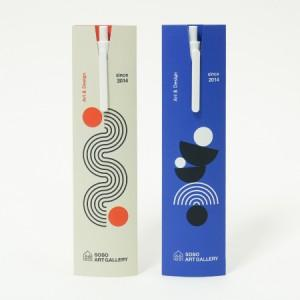 Art & Design
since
2014
SOSO
ART GALLERY
Art & Design
since
2014
SOSO
ART GALLERY